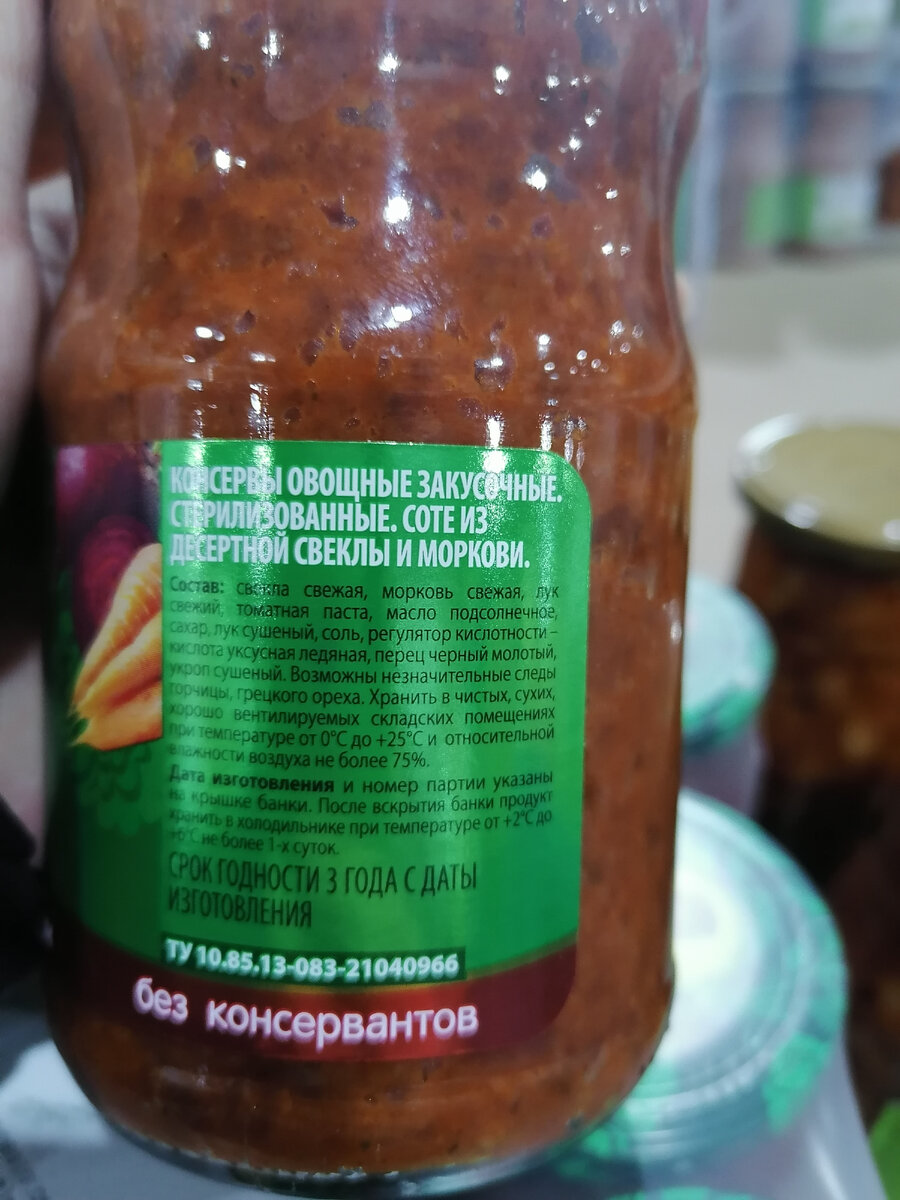 КОНСЕРВЫ ОВОЩНЫЕ ЗАКУСОЧНЫЕ.
СТЕРИЛИЗОВАННЫЕ. СОТЕ ИЗ
ДЕСЕРТНОЙ СВЕКЛЫ И МОРКОВИ.
Состав: свекла свежая, морковь свежая, лук
свежий, томатная паста, масло подсолнечное,
сахар, лук сушеный, соль, регулятор кислотности –
кислота уксусная ледяная, перец черный молотый,
укроп сушеный. Возможны незначительные следы
горчицы, грецкого ореха. Хранить в чистых, сухих,
хорошо вентилируемых складских помещениях
при температуре от 0°С до +25°С и относительной
влажности воздуха не более 75%.
Дата изготовления и номер партии указаны
на крышке банки. После вскрытия банки продукт
хранить в холодильнике при температуре от +2°С до
+6°С не более 1-х суток.
СРОК ГОДНОСТИ 3 ГОДА С ДАТЫ
ИЗГОТОВЛЕНИЯ
ТУ 10.85.13-083-21040966
без консервантов